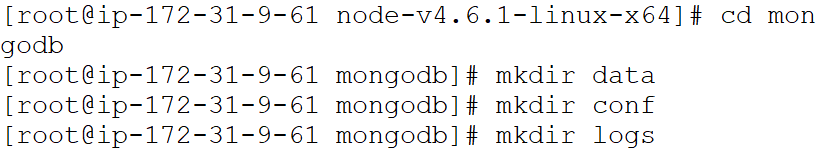 [root@ip-172-31-9-61 node-v4.6.1-linux-x64]# cd mon
godb
[root@ip-172-31-9-61 mongodb]# mkdir data
[root@ip-172-31-9-61 mongodb]# mkdir conf
[root@ip-172-31-9-61 mongodb]# mkdir logs